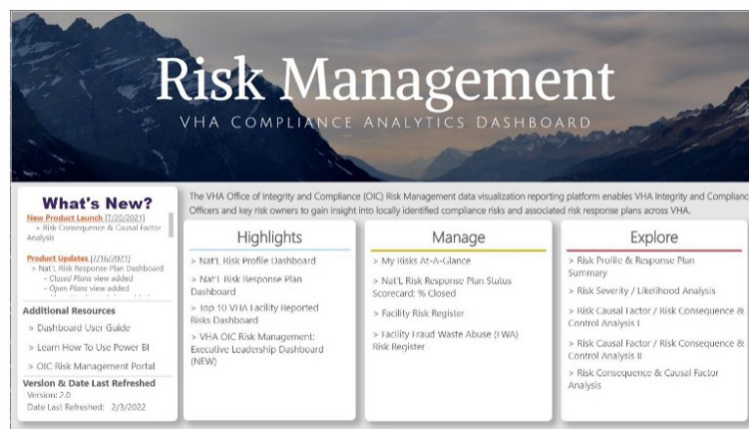 Risk Management
VHA COMPLIANCE ANALYTICS DASHBOARD
What's New?
New Product Launch [7/20/2021]
> Risk Consequence & Causal Factor
Analysis
Product Updates [7/16/2021]
> Nat'L Risk Response Plan Dashboard
- Closed Plans view added
- Open Plans view added
Additional Resources
> Dashboard User Guide
> Learn How To Use Power BI
> OIC Risk Management Portal
Version & Date Last Refreshed
Version: 2.0
Date Last Refreshed: 2/3/2022
The VHA Office of Integrity and Compliance (OIC) Risk Management data visualization reporting platform enables VHA Integrity and Complianc
Officers and key risk owners to gain insight into locally identified compliance risks and associated risk response plans across VHA.
Highlights
> Nat'L Risk Profile Dashboard
> Nat'L Risk Response Plan
Dashboard
> Top 10 VHA Facility Reported
Risks Dashboard
> VHA OIC Risk Management:
Executive Leadership Dashboard
(NEW)
Manage
> My Risks At-A-Glance
> Nat'L Risk Response Plan Status
Scorecard: % Closed
> Facility Risk Register
> Facility Fraud Waste Abuse (FWA)
Risk Register
Explore
> Risk Profile & Response Plan
Summary
> Risk Severity / Likelihood Analysis
> Risk Causal Factor / Risk Consequence &
Control Analysis I
> Risk Causal Factor / Risk Consequence &
Control Analysis II
> Risk Consequence & Causal Factor
Analysis